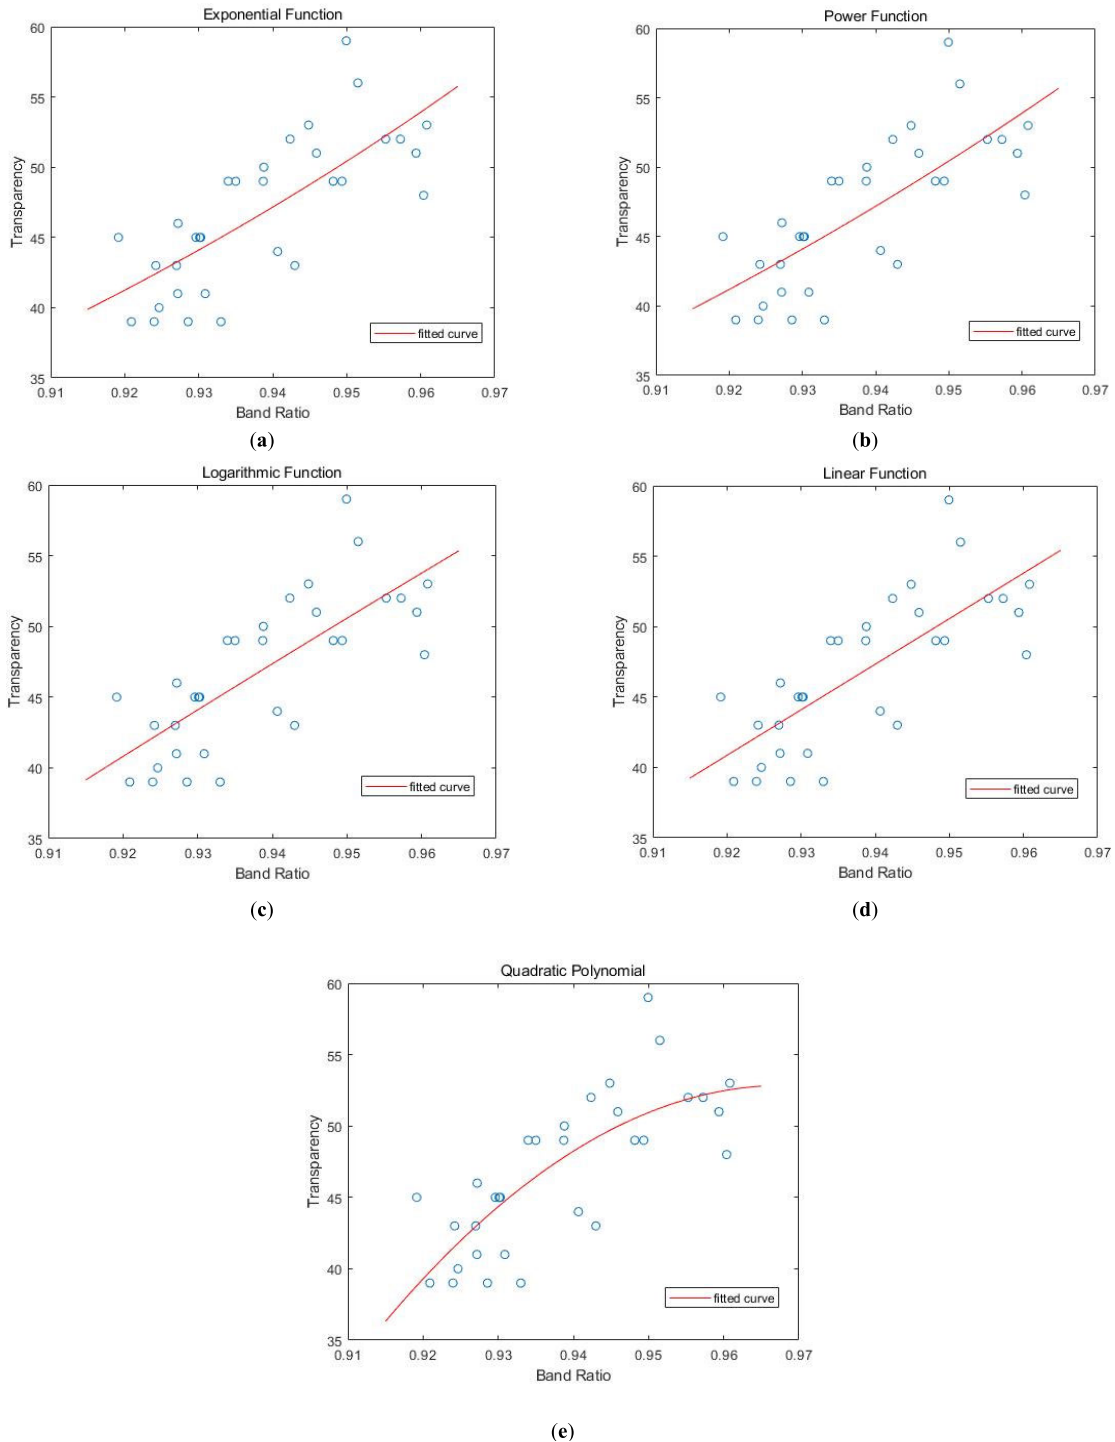 Exponential Function
60
55
50
45
40
35
Transparency
fitted curve
0.91 0.92 0.93 0.94 0.95 0.96 0.97
Band Ratio
(a)
Power Function
60
55
50
45
40
35
Transparency
fitted curve
0.91 0.92 0.93 0.94 0.95 0.96 0.97
Band Ratio
(b)
Logarithmic Function
60
55
50
45
40
35
Transparency
fitted curve
0.91 0.92 0.93 0.94 0.95 0.96 0.97
Band Ratio
(c)
Linear Function
60
55
50
45
40
35
Transparency
fitted curve
0.91 0.92 0.93 0.94 0.95 0.96 0.97
Band Ratio
(d)
Quadratic Polynomial
60
55
50
45
40
35
Transparency
fitted curve
0.91 0.92 0.93 0.94 0.95 0.96 0.97
Band Ratio
(e)